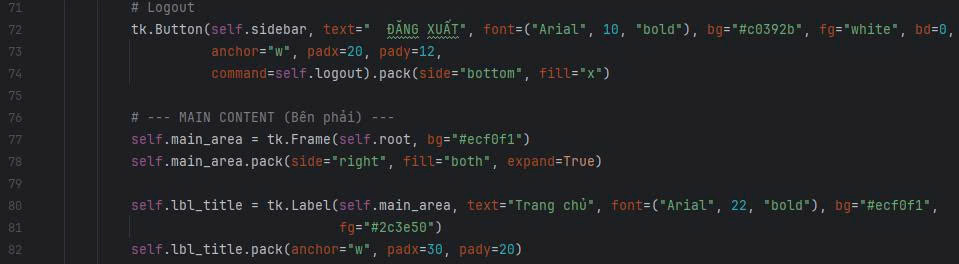 71 # Logout
72 tk.Button(self.sidebar, text="  ĐĂNG XUẤT", font=("Arial", 10, "bold"), bg="#c0392b", fg="white", bd=0,
73 anchor="w", padx=20, pady=12,
74 command=self.logout).pack(side="bottom", fill="x")
75
76 # --- MAIN CONTENT (Bên phải) ---
77 self.main_area = tk.Frame(self.root, bg="#ecf0f1")
78 self.main_area.pack(side="right", fill="both", expand=True)
79
80 self.lbl_title = tk.Label(self.main_area, text="Trang chủ", font=("Arial", 22, "bold"), bg="#ecf0f1",
81 fg="#2c3e50")
82 self.lbl_title.pack(anchor="w", padx=30, pady=20)